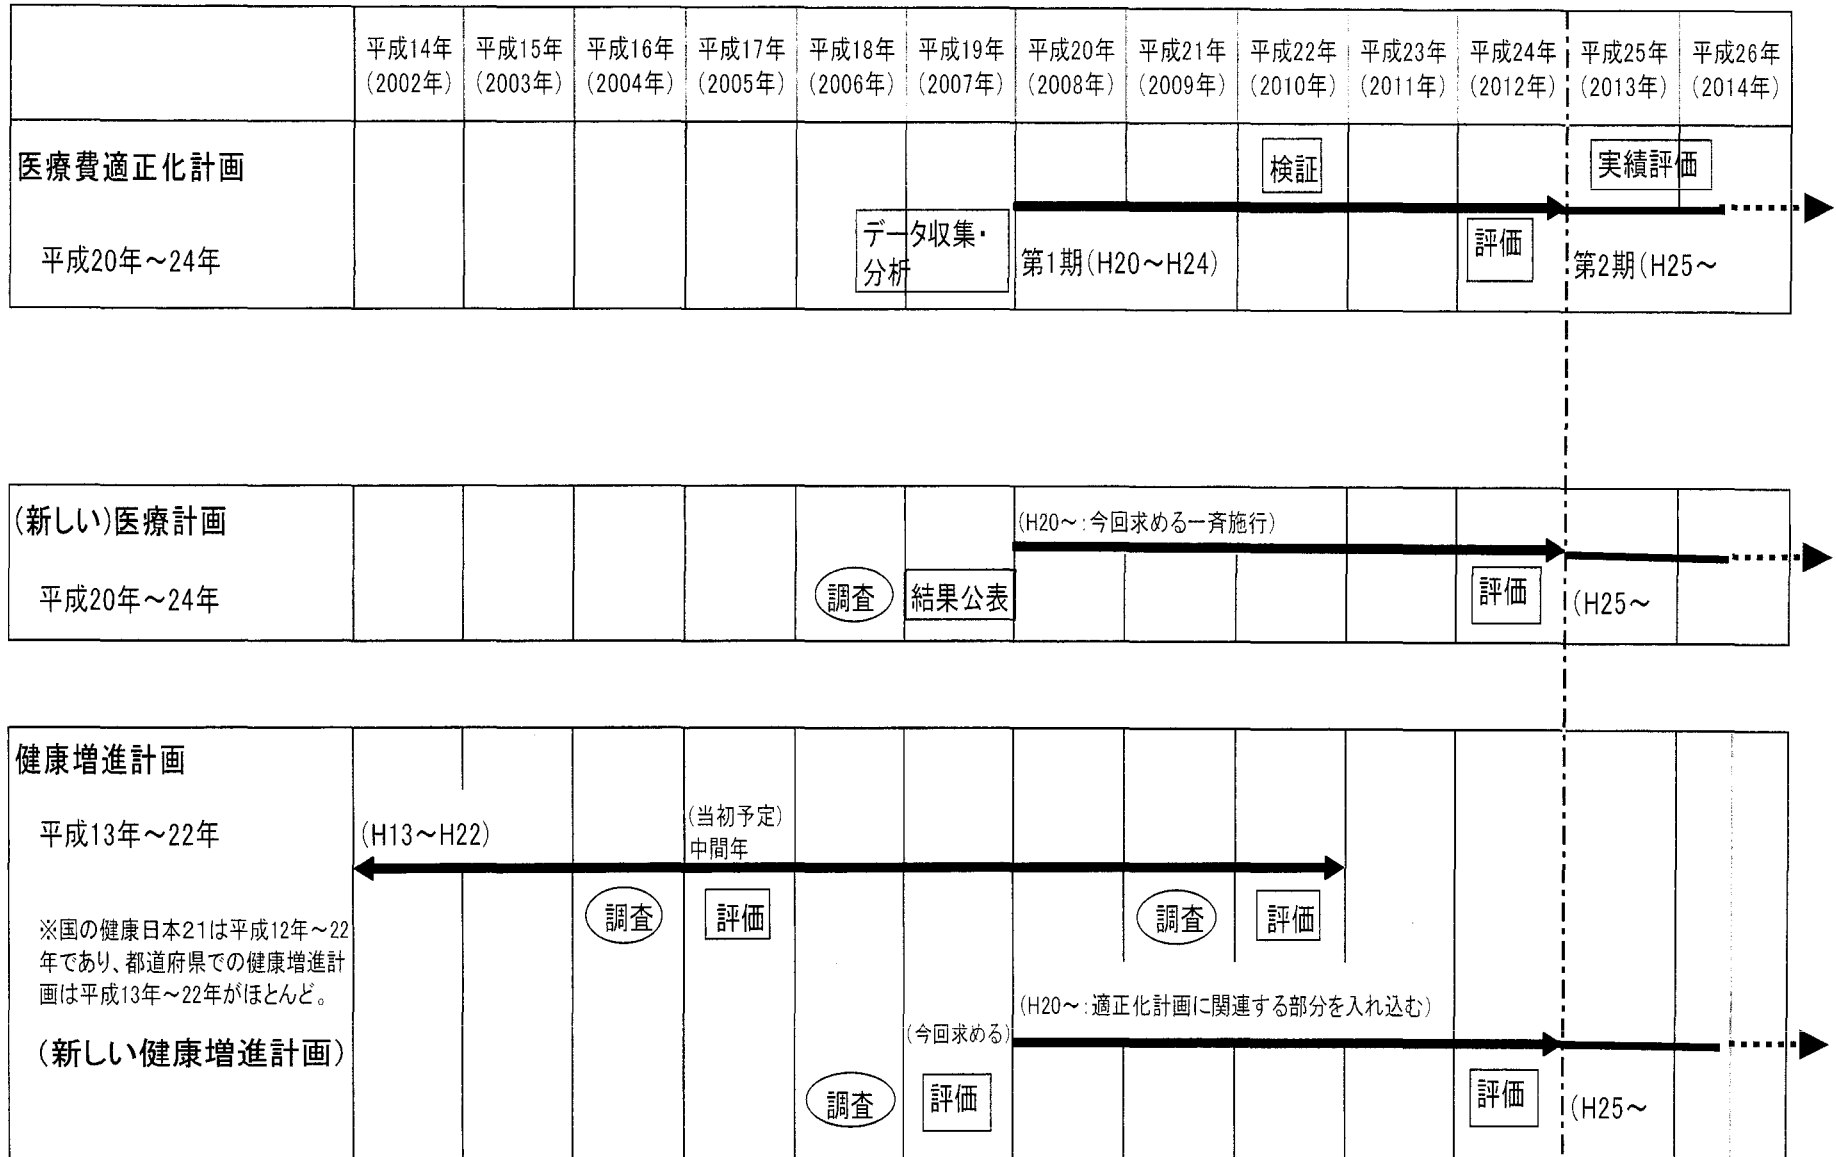 平成14年 平成15年 平成16年 平成17年 平成18年 平成19年 平成20年 平成21年 平成22年 平成23年 平成24年 平成25年 平成26年
(2002年) (2003年) (2004年) (2005年) (2006年) (2007年) (2008年) (2009年) (2010年) (2011年) (2012年) (2013年) (2014年)
医療費適正化計画
検証
実績評価
データ収集・
分析
平成20年～24年
第1期(H20～H24)
評価
第2期(H25～
(新しい)医療計画
(H20～:今回求める一斉施行)
平成20年～24年
調査
結果公表
評価
(H25～
健康増進計画
平成13年～22年
(H13～H22)
(当初予定)
中間年
調査
評価
調査
評価
※国の健康日本21は平成12年～22
年であり、都道府県での健康増進計
画は平成13年～22年がほとんど。
(H20～:適正化計画に関連する部分を入れ込む)
(新しい健康増進計画)
(今回求める)
調査
評価
評価
(H25～